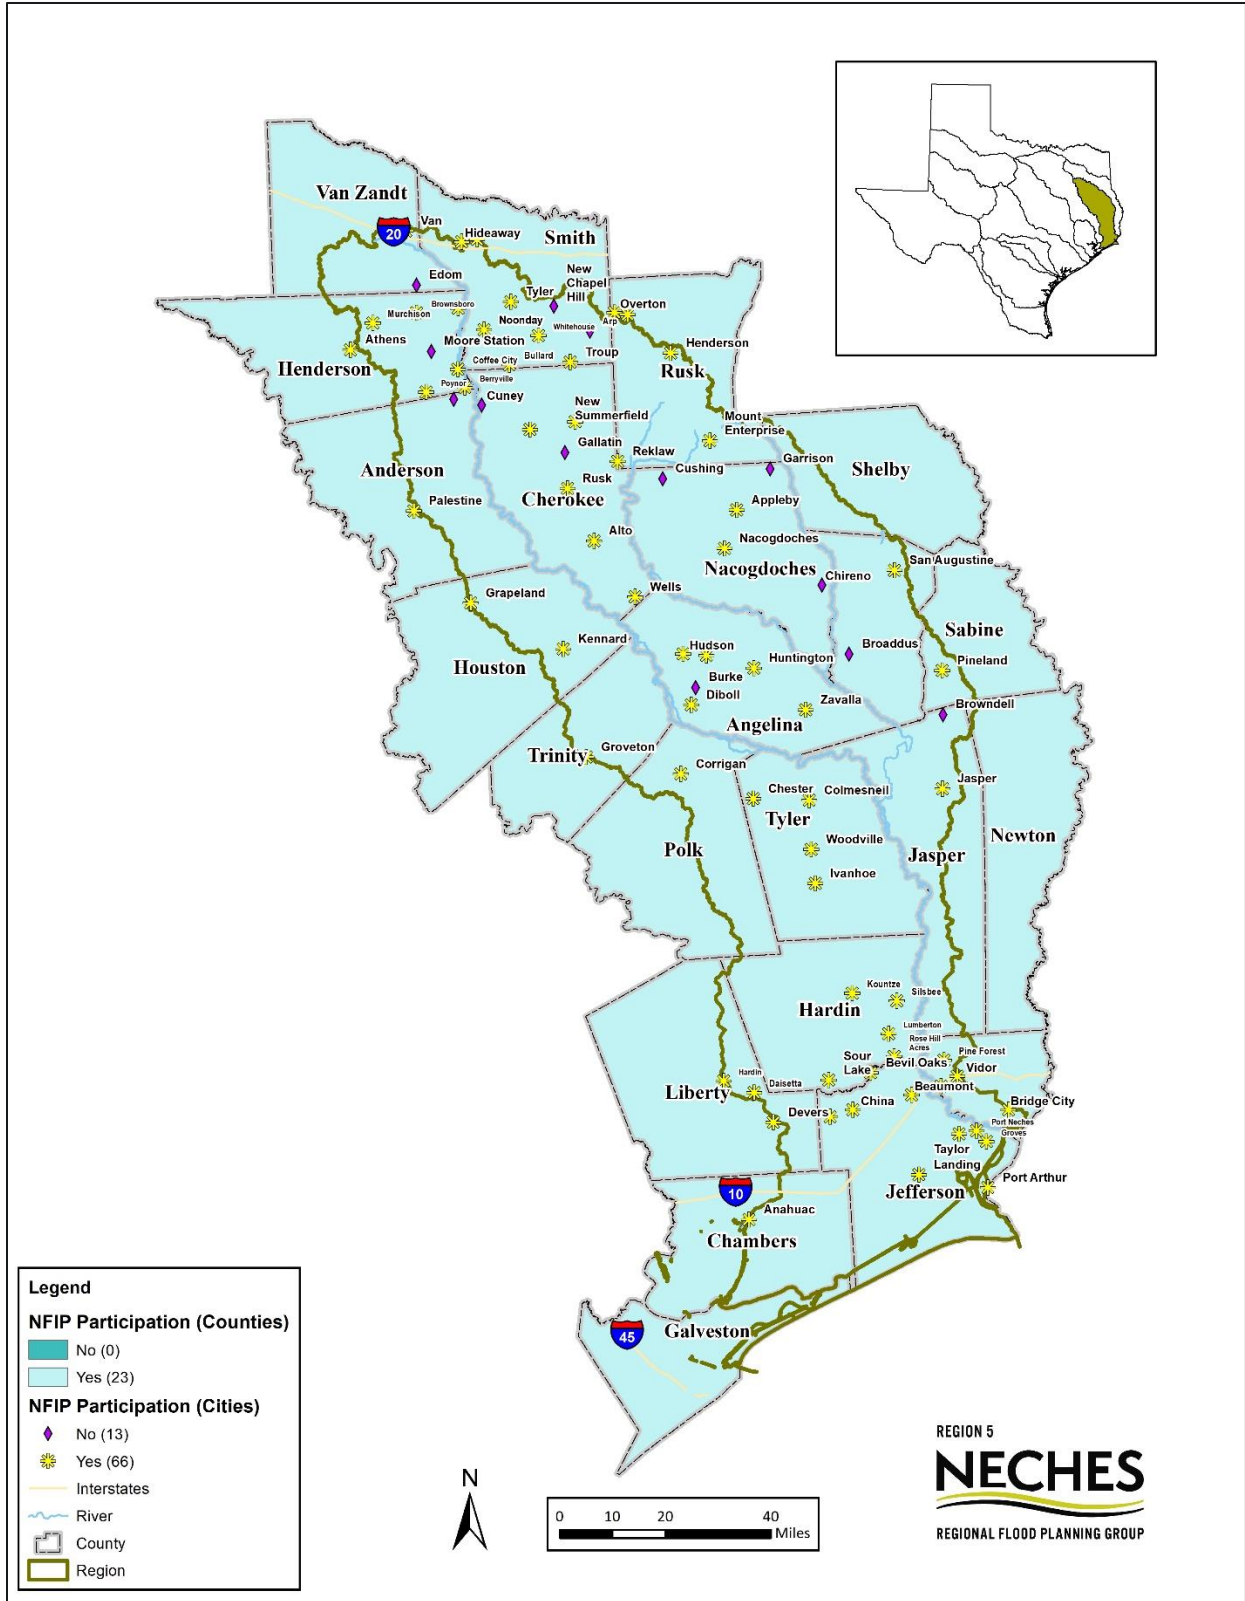 Van Zandt
20
Van
Hideaway
Smith
Edom
Tyler
New
Chapel
Hill
Overton
Murchison
Brownsboro
Noonday
Whitehouse
Arp
Athens
Moore Station
Henderson
Henderson
Coffee City
Bullard
Troup
Rusk
Poynor
Berryville
Cuney
New
Summerfield
Mount
Enterprise
Gallatin
Reklaw
Cushing
Garrison
Shelby
Anderson
Rusk
Cherokee
Palestine
Appleby
Alto
Nacogdoches
Nacogdoches
San Augustine
Chireno
Grapeland
Wells
Sabine
Kennard
Hudson
Huntington
Broaddus
Pineland
Houston
Burke
Diboll
Zavalla
Browndell
Angelina
Trinity
Groveton
Corrigan
Jasper
Chester
Colmesneil
Tyler
Newton
Polk
Woodville
Jasper
Ivanhoe
Kountze
Silsbee
Hardin
Lumberton
Rose Hill
Acres
Pine Forest
Sour
Lake
Bevil Oaks
Vidor
Hardin
Daisetta
Beaumont
Liberty
Devers
China
Bridge City
Port Neches
Groves
Taylor
Landing
Port Arthur
10
Jefferson
Anahuac
Chambers
45
Galveston
Legend
NFIP Participation (Counties)
No (0)
Yes (23)
NFIP Participation (Cities)
No (13)
Yes (66)
Interstates
River
County
Region
N
0 10 20 40
Miles
REGION 5
NECHES
REGIONAL FLOOD PLANNING GROUP